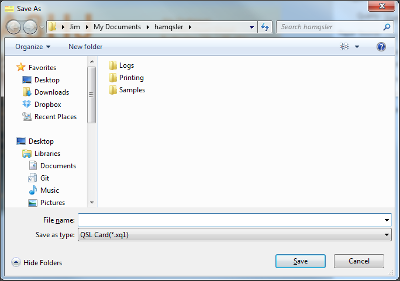 Save As
Jim ▸ My Documents ▸ hamqsler ▸
Search hamqsler
Organize ▾ New folder
Favorites
Desktop
Downloads
Dropbox
Recent Places
Desktop
Libraries
Documents
Git
Music
Pictures
Logs
Printing
Samples
File name:
Save as type: QSL Card(*.xq1)
Hide Folders
Save
Cancel